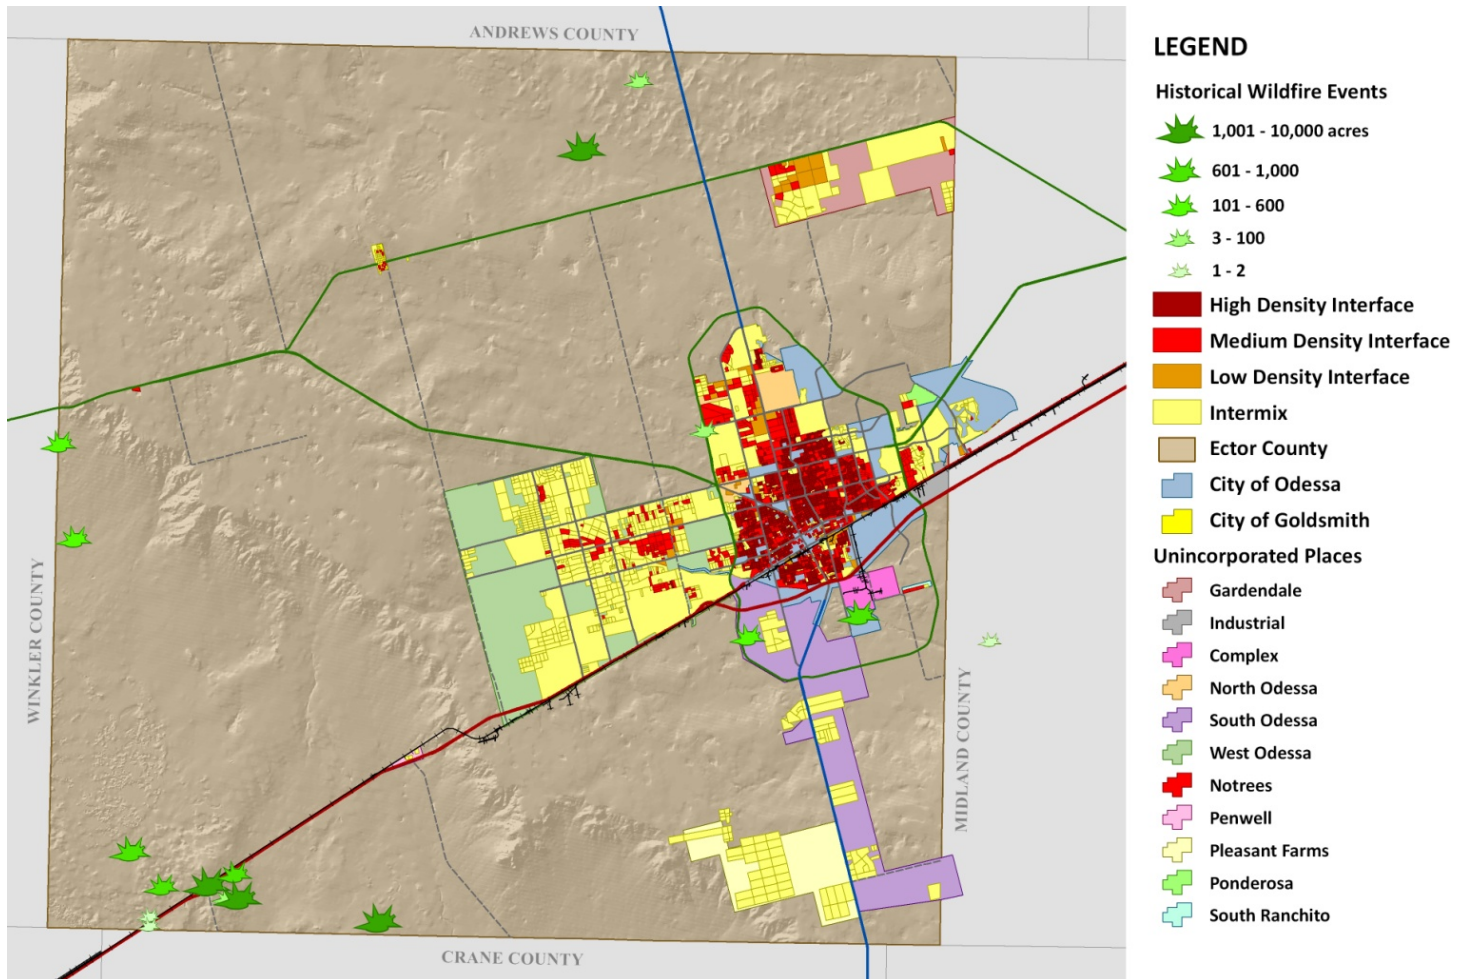 ANDREWS COUNTY
WINKLER COUNTY
MIDLAND COUNTY
CRANE COUNTY
LEGEND
Historical Wildfire Events
1,001 - 10,000 acres
601 - 1,000
101 - 600
3 - 100
1 - 2
High Density Interface
Medium Density Interface
Low Density Interface
Intermix
Ector County
City of Odessa
City of Goldsmith
Unincorporated Places
Gardendale
Industrial
Complex
North Odessa
South Odessa
West Odessa
Notrees
Penwell
Pleasant Farms
Ponderosa
South Ranchito